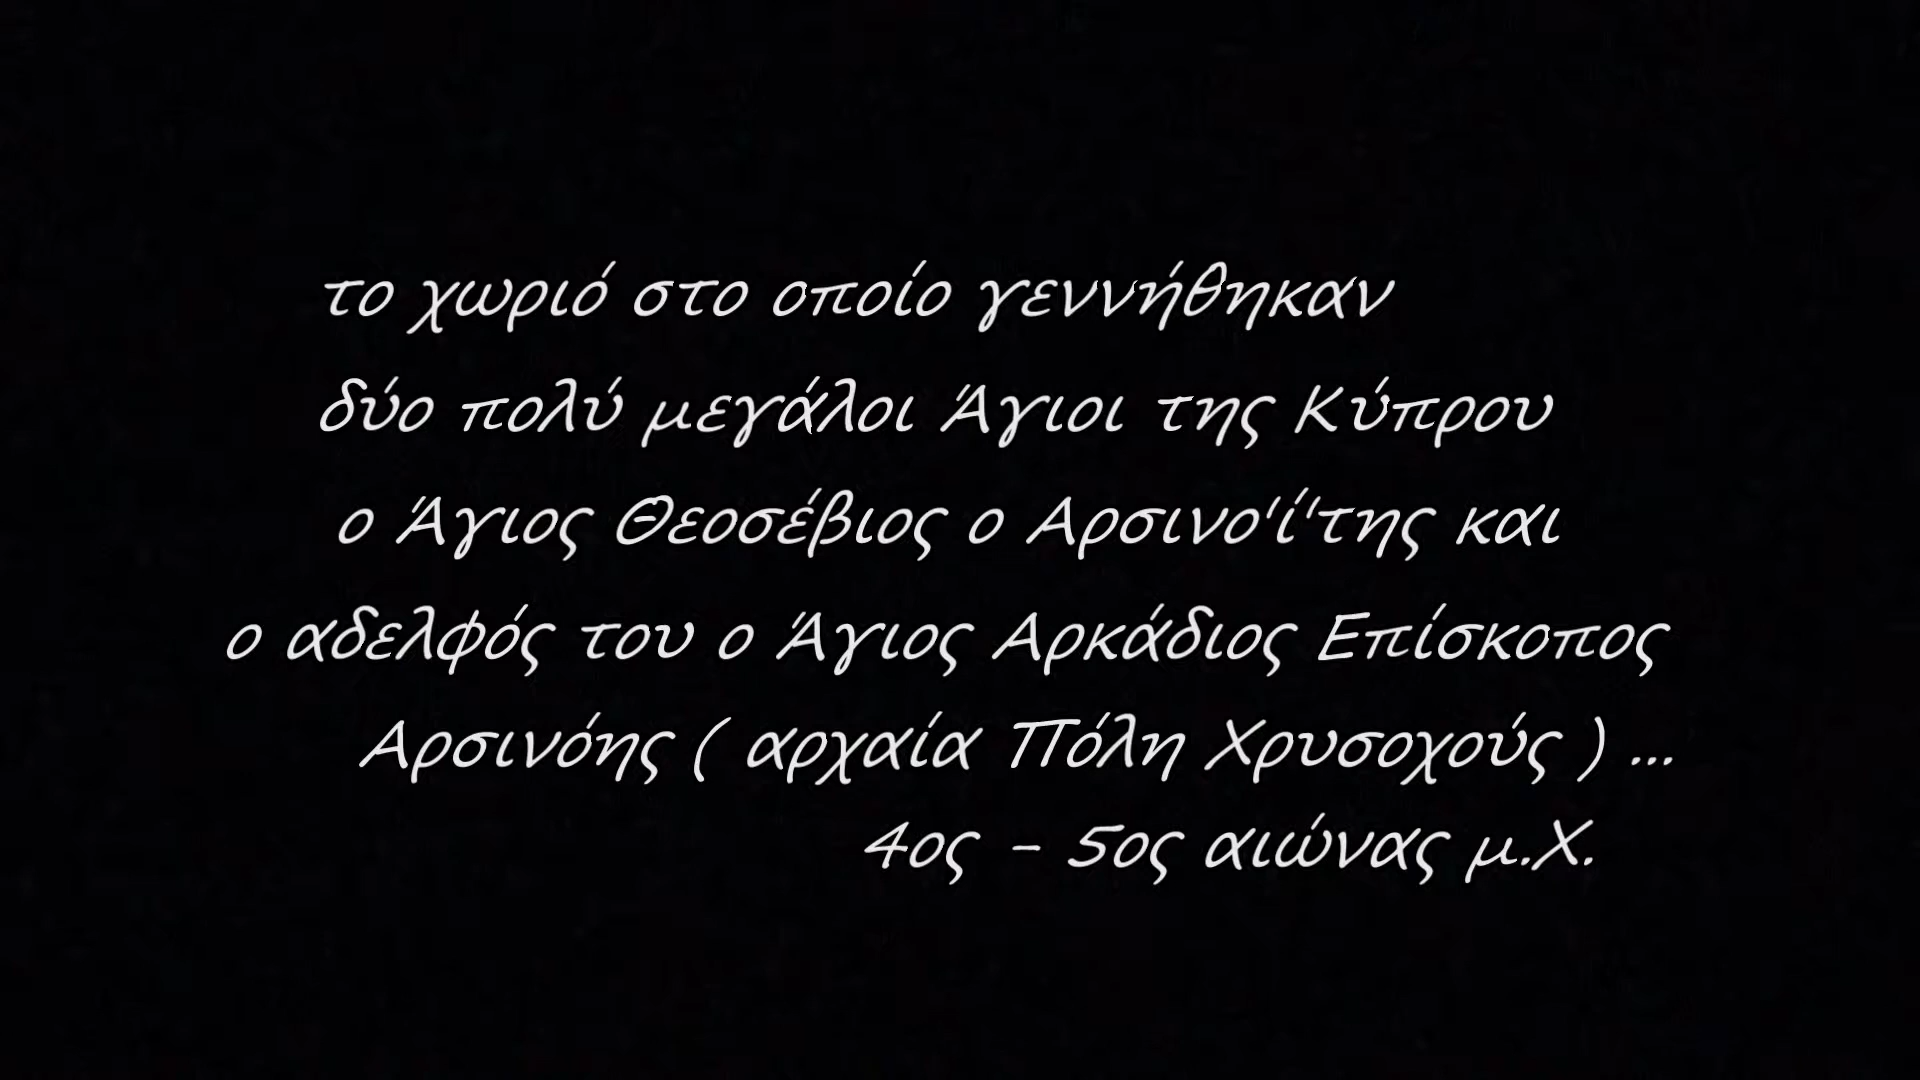 το χωριό στο οποίο γεννήθηκαν
δύο πολύ μεγάλοι Άγιοι της Κύπρου
ο Άγιος Θεοσέβιος ο Αρσινο'ί'της και
ο αδελφός του ο Άγιος Αρκάδιος Επίσκοπος
Αρσινόης ( αρχαία Πόλη Χρυσοχούς ) ...
4ος - 5ος αιώνας μ.Χ.